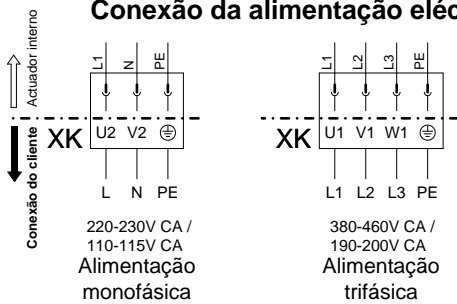 Conexão da alimentação eléc
Actuador interno
Conexão do cliente
L1 N PE
XK U2 V2
L N PE
220-230V CA /
110-115V CA
Alimentação
monofásica
L1 L2 L3 PE
XK U1 V1 W1
L1 L2 L3 PE
380-460V CA /
190-200V CA
Alimentação
trifásica